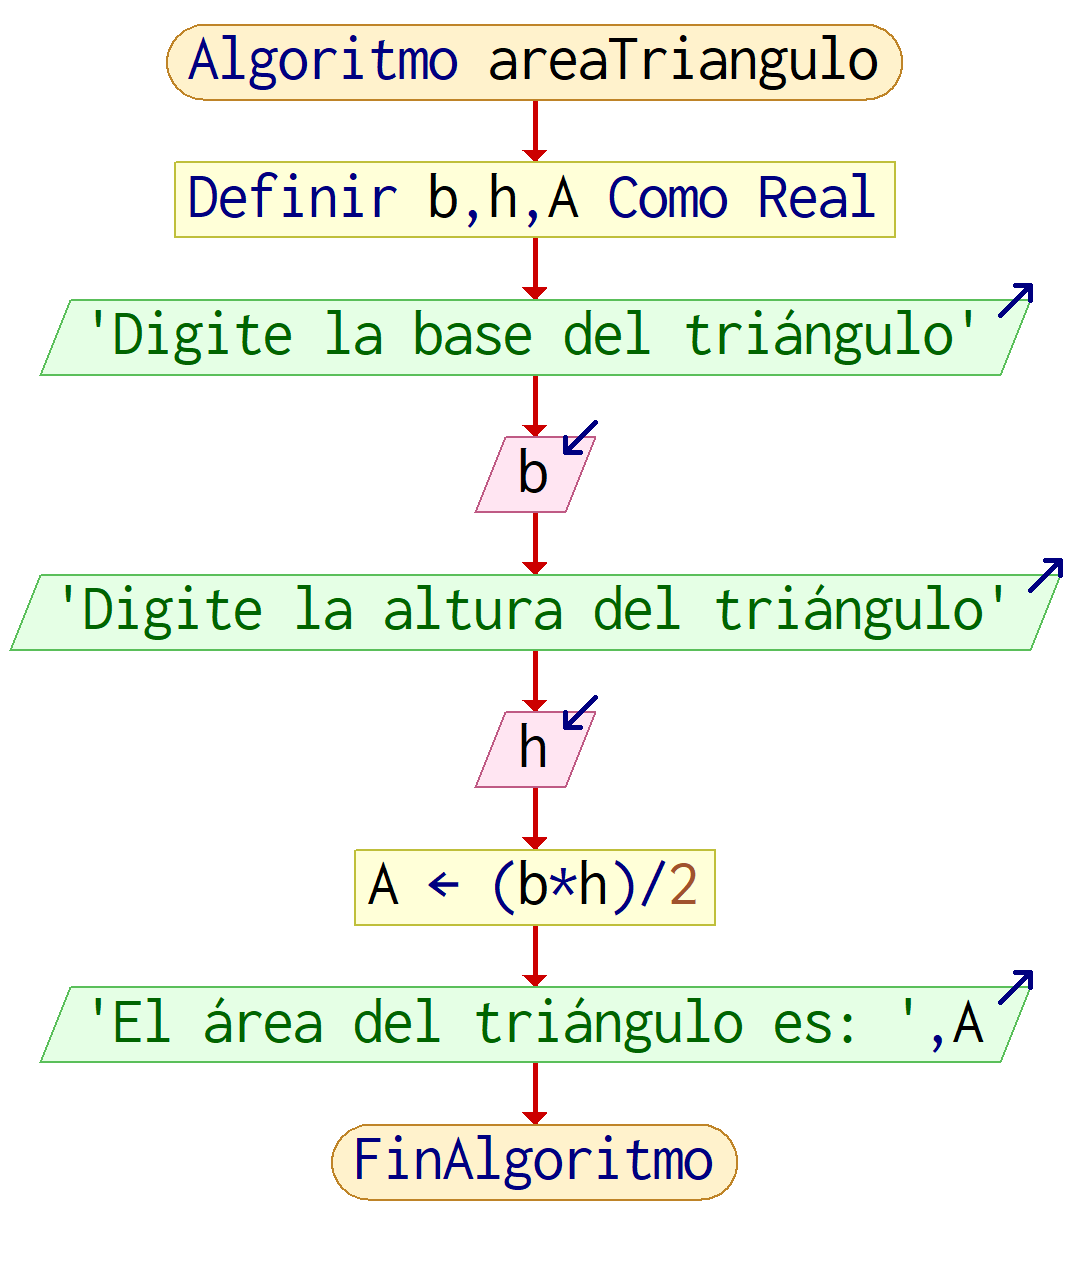 Algoritmo areaTriangulo
Definir b,h,A Como Real
'Digite la base del triángulo'
b
'Digite la altura del triángulo'
h
A ← (b*h)/2
'El área del triángulo es: ',A
FinAlgoritmo